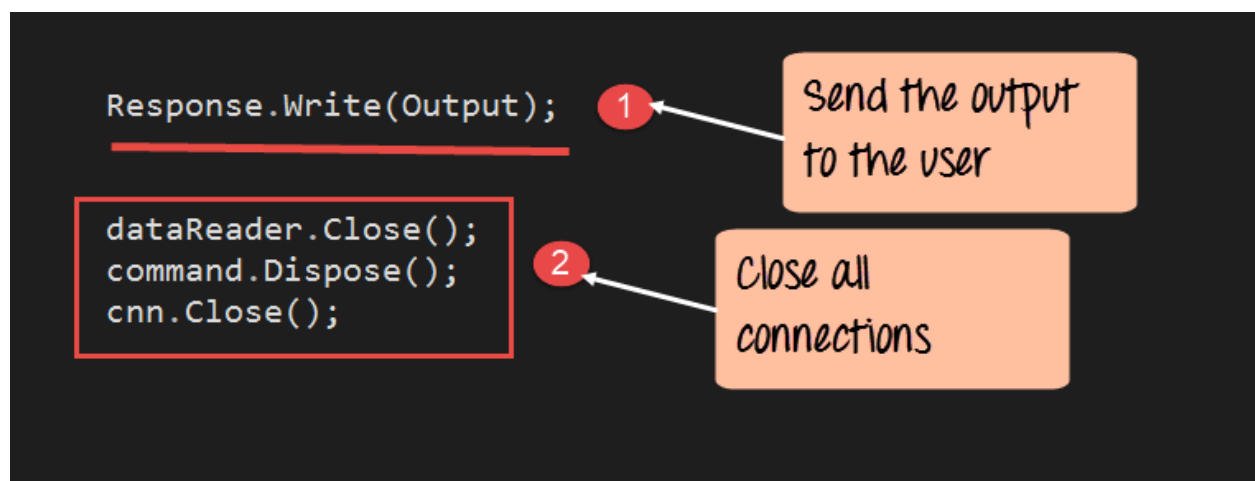 Response.Write(Output);
1
Send the output
to the user
dataReader.Close();
command.Dispose();
cnn.Close();
2
Close all
connections